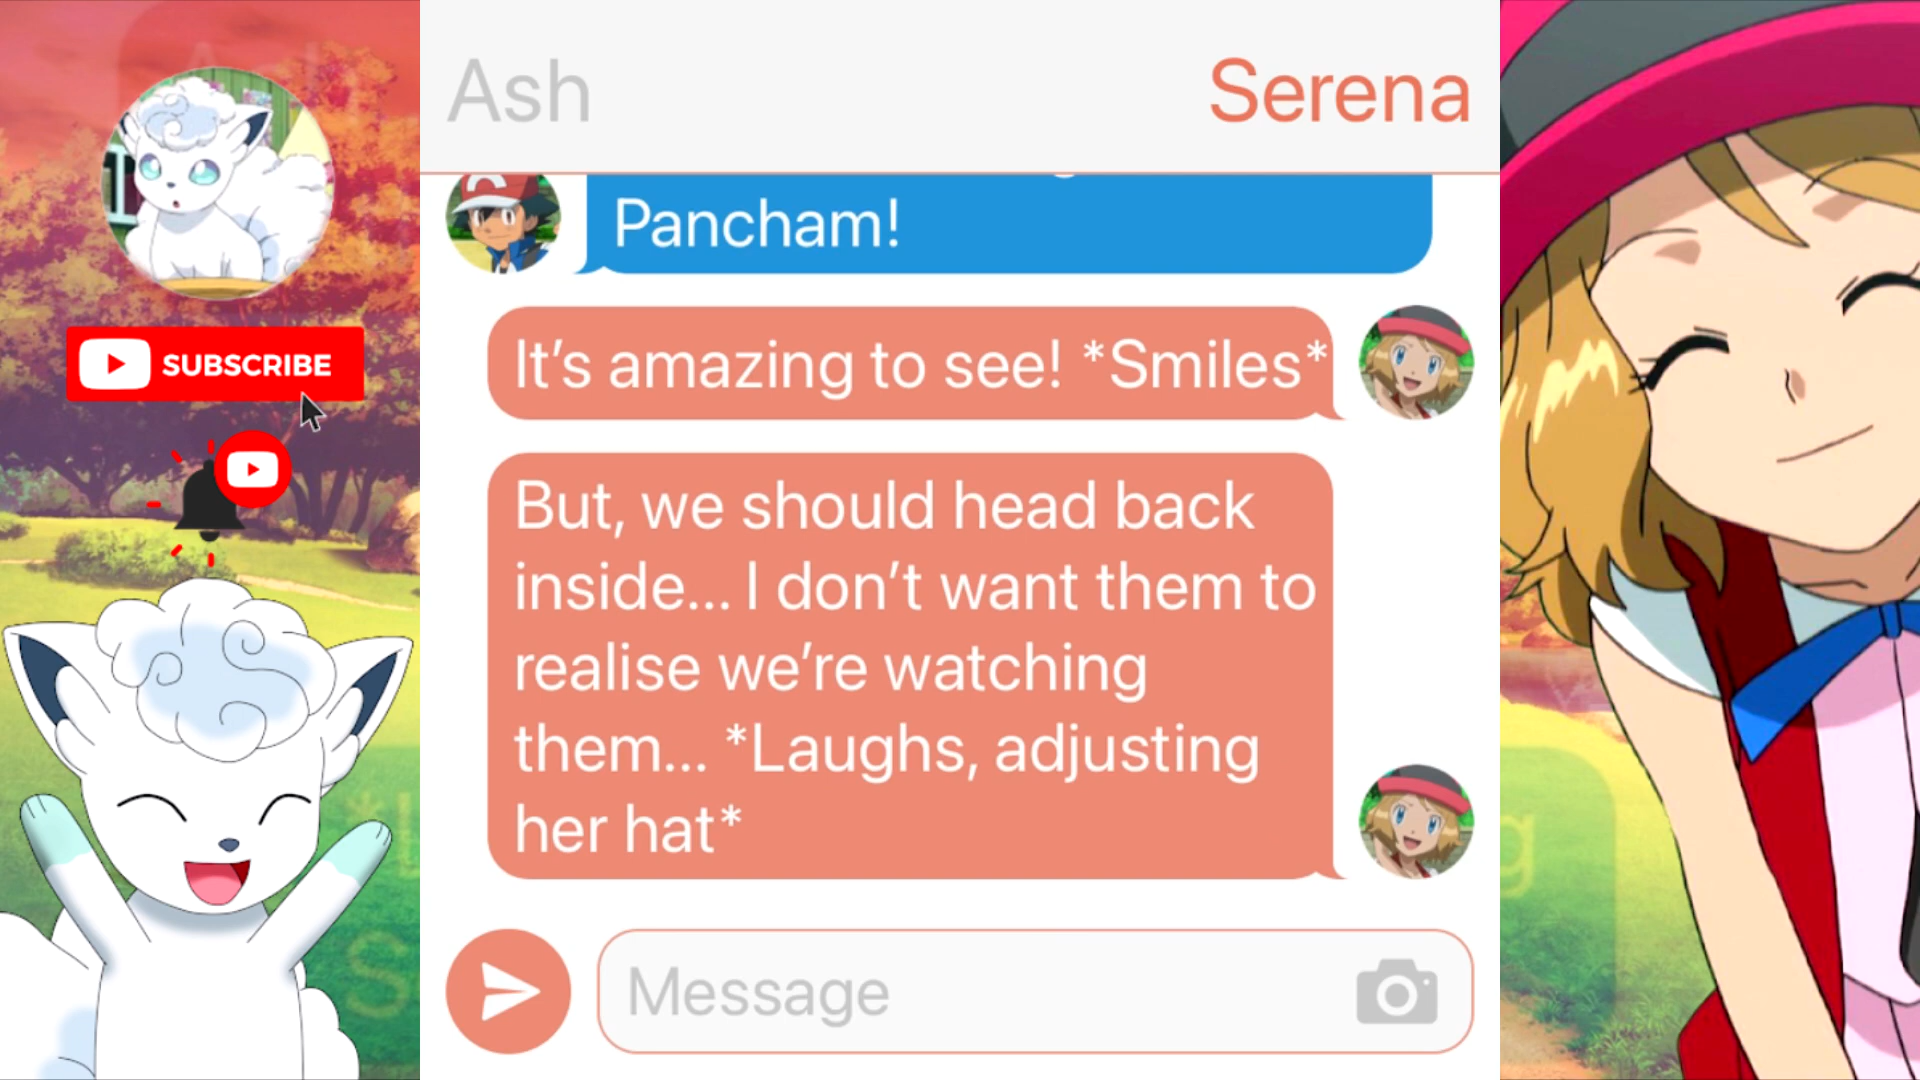 SUBSCRIBE
Ash
Serena
Pancham!
It’s amazing to see! *Smiles*
But, we should head back
inside... I don’t want them to
realise we’re watching
them... *Laughs, adjusting
her hat*
Message